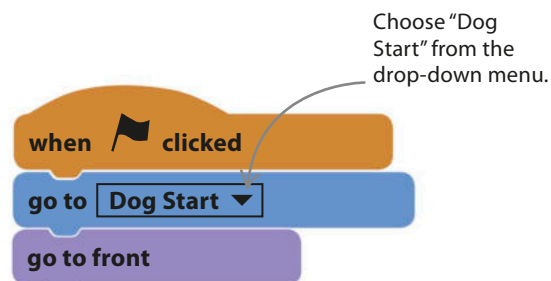 Choose “Dog
Start” from the
drop-down menu.
when clicked
go to Dog Start
go to front